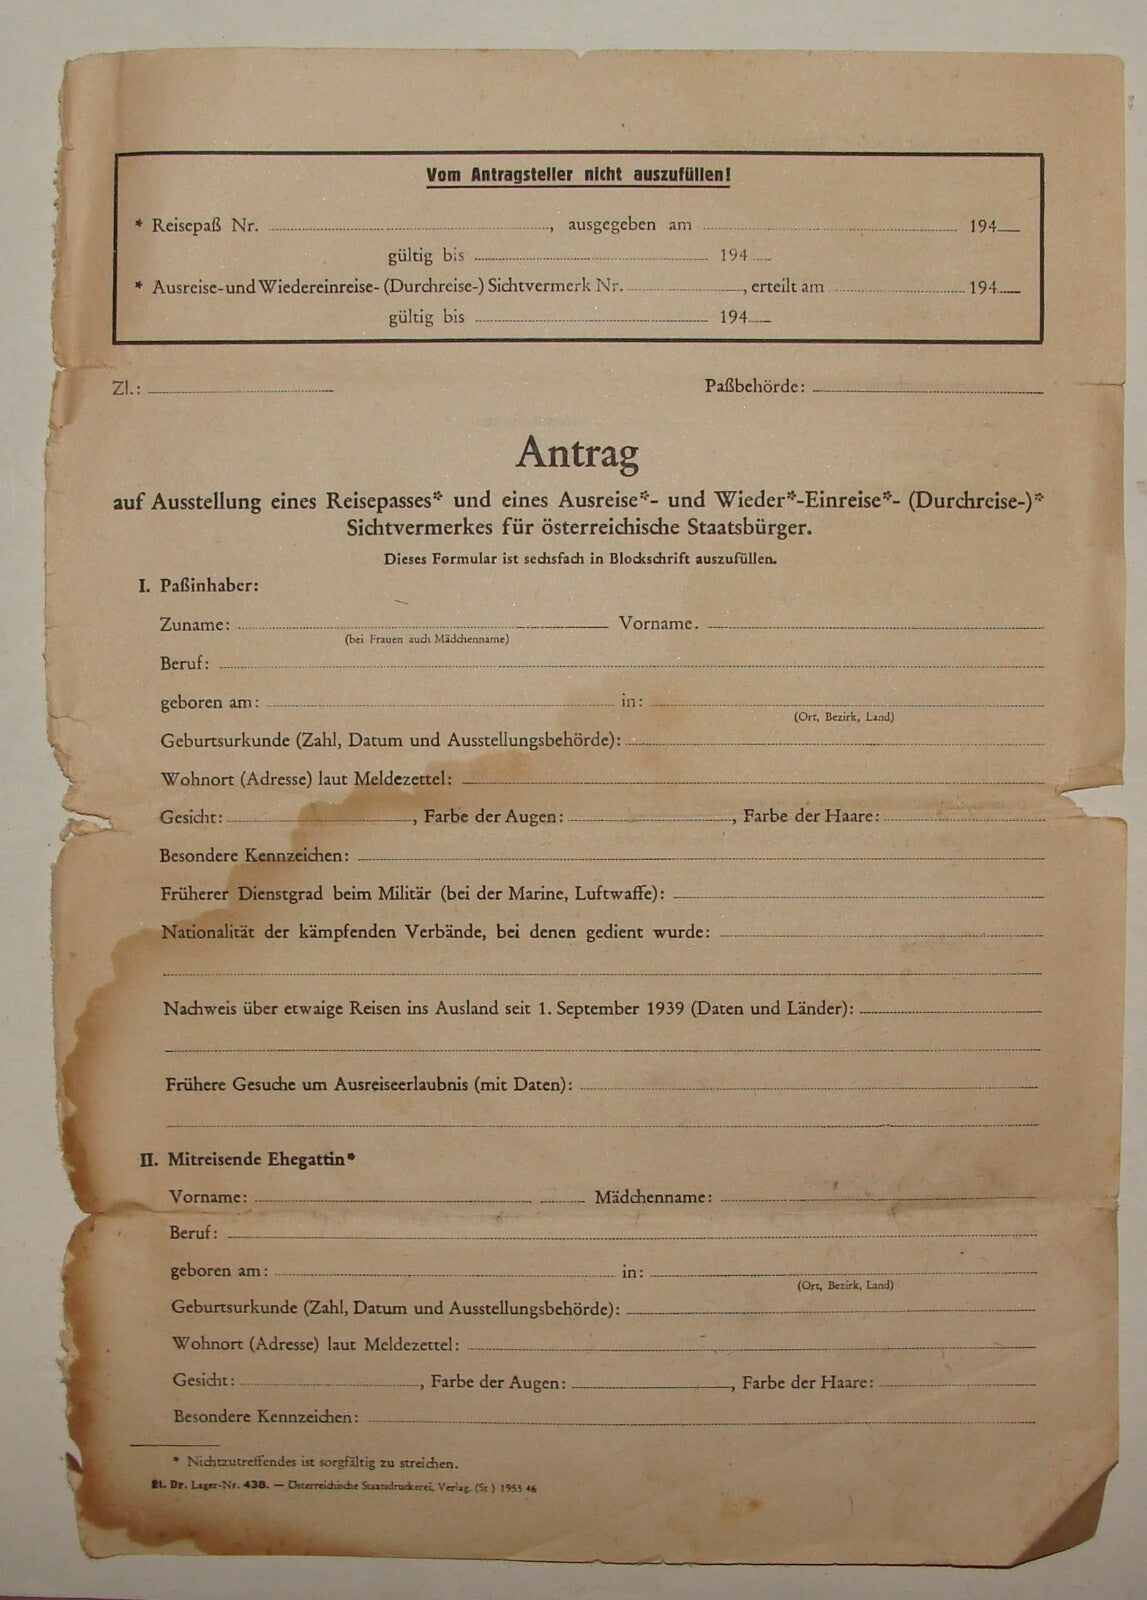 Vom Antragsteller nicht auszufüllen!
* Reisepaß Nr. , ausgegeben am 194
gültig bis 194
* Ausreise- und Wiedereinreise- (Durchreise-) Sichtvermerk Nr. , erteilt am 194
gültig bis 194
Zl.: Paßbehörde:
Antrag
auf Ausstellung eines Reisepasses* und eines Ausreise*- und Wieder*-Einreise*- (Durchreise-)*
Sichtvermerkes für österreichische Staatsbürger.
Dieses Formular ist sechsfach in Blockschrift auszufüllen.
I. Paßinhaber:
Zuname: Vorname.
(bei Frauen auch Mädchenname)
Beruf:
geboren am: in:
(Ort, Bezirk, Land)
Geburtsurkunde (Zahl, Datum und Ausstellungsbehörde):
Wohnort (Adresse) laut Meldezettel:
Gesicht: , Farbe der Augen: , Farbe der Haare:
Besondere Kennzeichen:
Früherer Dienstgrad beim Militär (bei der Marine, Luftwaffe):
Nationalität der kämpfenden Verbände, bei denen gedient wurde:
Nachweis über etwaige Reisen ins Ausland seit 1. September 1939 (Daten und Länder):
Frühere Gesuche um Ausreiseerlaubnis (mit Daten):
II. Mitreisende Ehegattin*
Vorname: Mädchenname:
Beruf:
geboren am: in:
(Ort, Bezirk, Land)
Geburtsurkunde (Zahl, Datum und Ausstellungsbehörde):
Wohnort (Adresse) laut Meldezettel:
Gesicht: , Farbe der Augen: , Farbe der Haare:
Besondere Kennzeichen:
* Nichtzutreffendes ist sorgfältig zu streichen.
St. Dr. Lager-Nr. 438. — Österreichische Staatsdruckerei, Verlag. (St.) 1955 46